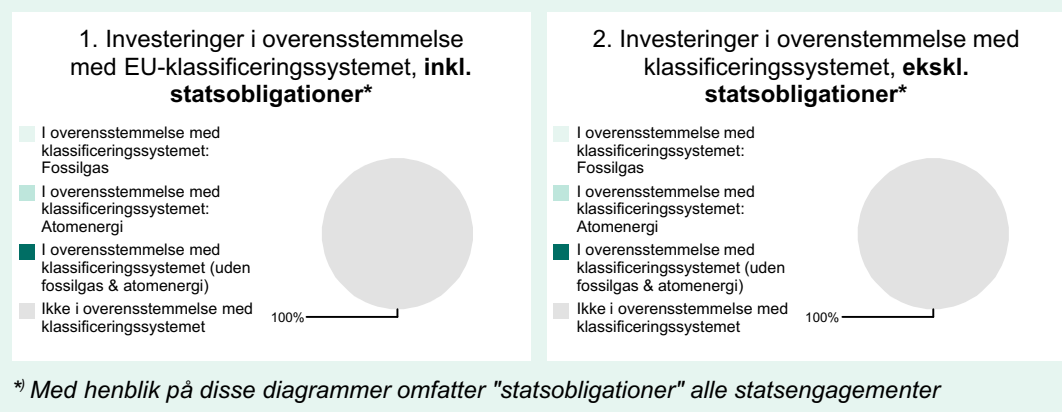 1. Investeringer i overensstemmelse
med EU-klassificeringssystemet, inkl.
statsobligationer*
I overensstemmelse med
klassificeringssystemet:
Fossilgas
I overensstemmelse med
klassificeringssystemet:
Atomenergi
I overensstemmelse med
klassificeringssystemet (uden
fossilgas & atomenergi)
Ikke i overensstemmelse med
klassificeringssystemet
100%
2. Investeringer i overenstemmelse med
klassificeringssystemet, ekskl.
statsobligationer*
I overensstemmelse med
klassificeringssystemet:
Fossilgas
I overensstemmelse med
klassificeringssystemet:
Atomenergi
I overensstemmelse med
klassificeringssystemet (uden
fossilgas & atomenergi)
Ikke i overensstemmelse med
klassificeringssystemet
100%
*) Med henblik på disse diagrammer omfatter "statsobligationer" alle statsengagementer